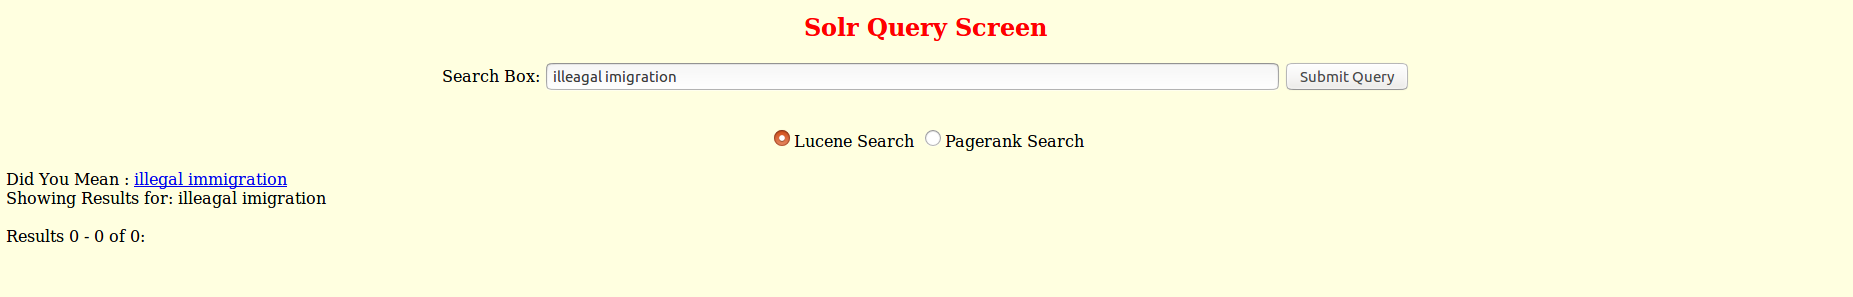 Solr Query Screen
Search Box: illeagal imigration Submit Query
Lucene Search Pagerank Search
Did You Mean : illegal immigration
Showing Results for: illeagal imigration
Results 0 - 0 of 0: